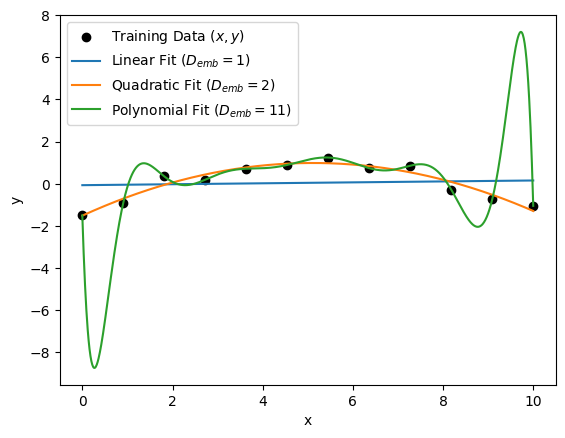 Training Data (x, y)
Linear Fit (D_emb = 1)
Quadratic Fit (D_emb = 2)
Polynomial Fit (D_emb = 11)
8
6
4
2
0
−2
−4
−6
−8
y
0 2 4 6 8 10
x